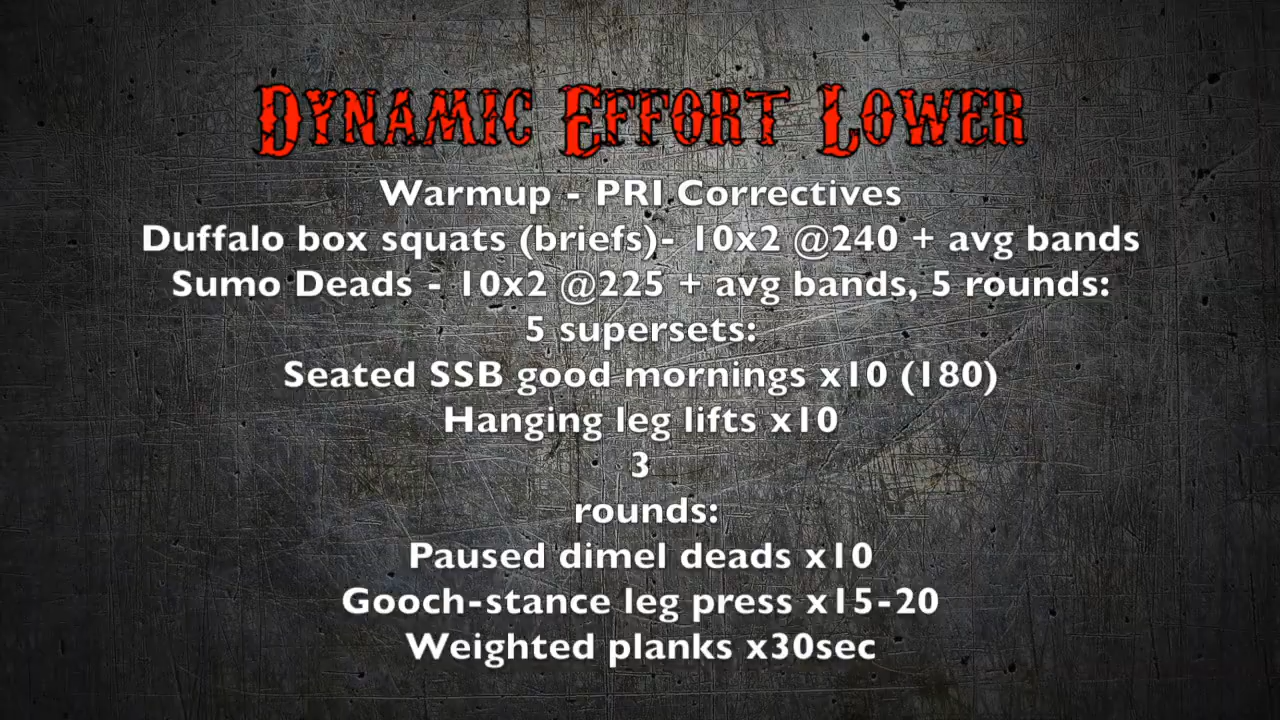 Dynamic Effort Lower
Warmup - PRI Correctives
Duffalo box squats (briefs)- 10x2 @240 + avg bands
Sumo Deads - 10x2 @225 + avg bands, 5 rounds:
5 supersets:
Seated SSB good mornings x10 (180)
Hanging leg lifts x10
3
rounds:
Paused dimel deads x10
Gooch-stance leg press x15-20
Weighted planks x30sec